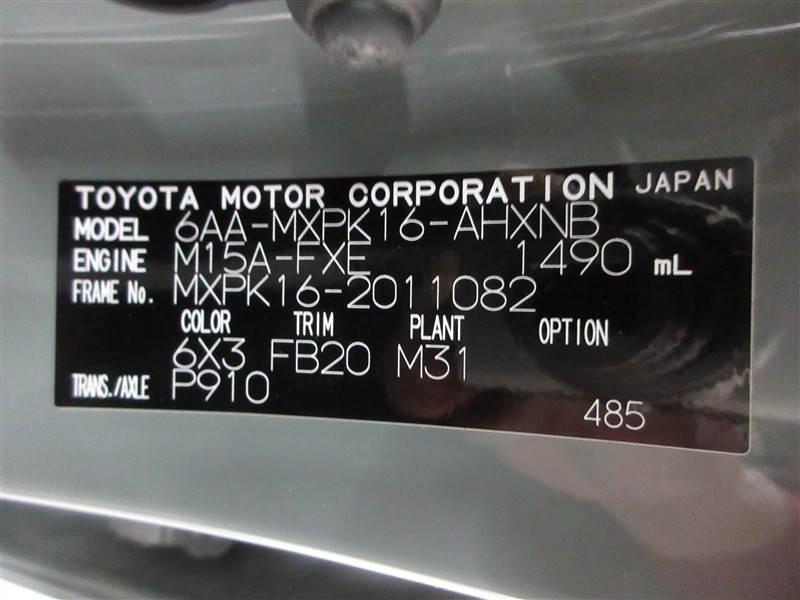 TOYOTA MOTOR CORPORATION JAPAN
MODEL 6AA-MXPK16-AHXNB
ENGINE M15A-FXE 1490 mL
FRAME No. MXPK16-2011082
COLOR TRIM PLANT OPTION
6X3 FB20 M31
TRANS./AXLE P910
485